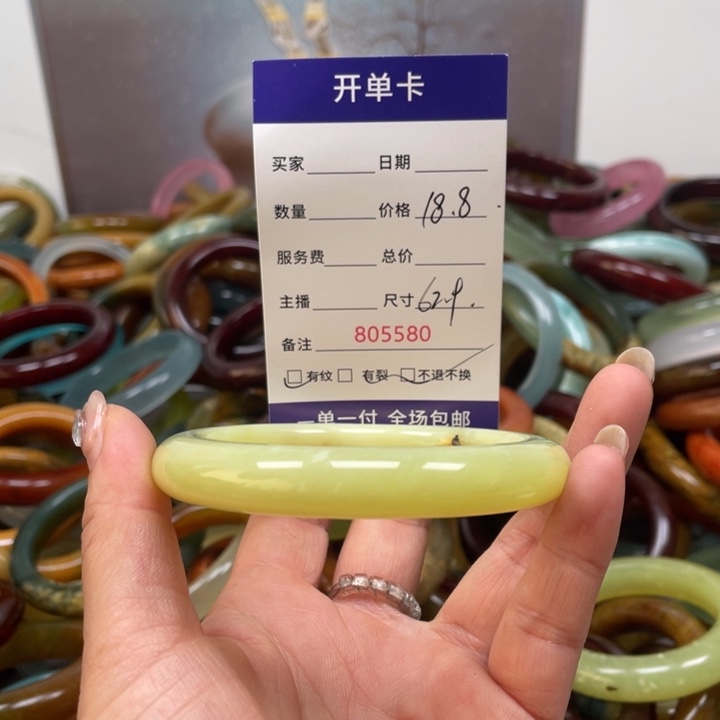 开单卡
买家 日期
数量 价格 18.8
服务费 总价
主播 尺寸 62.9.
805580
备注
□有纹 □有裂 □不退不换
一单一付 全场包邮